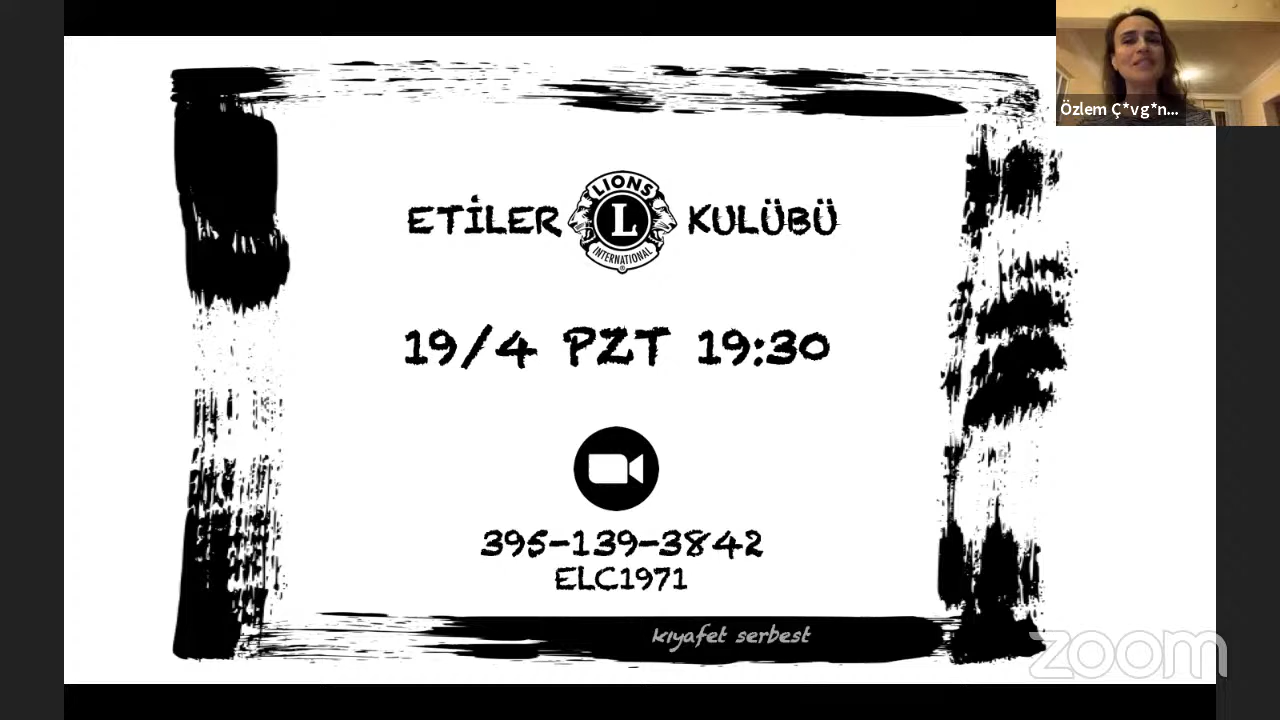 Özlem Ç*vg*n...
ETİLER LIONS L INTERNATIONAL ® KULÜBÜ
19/4 PZT 19:30
395-139-3842
ELC1971
kıyafet serbest
zoom